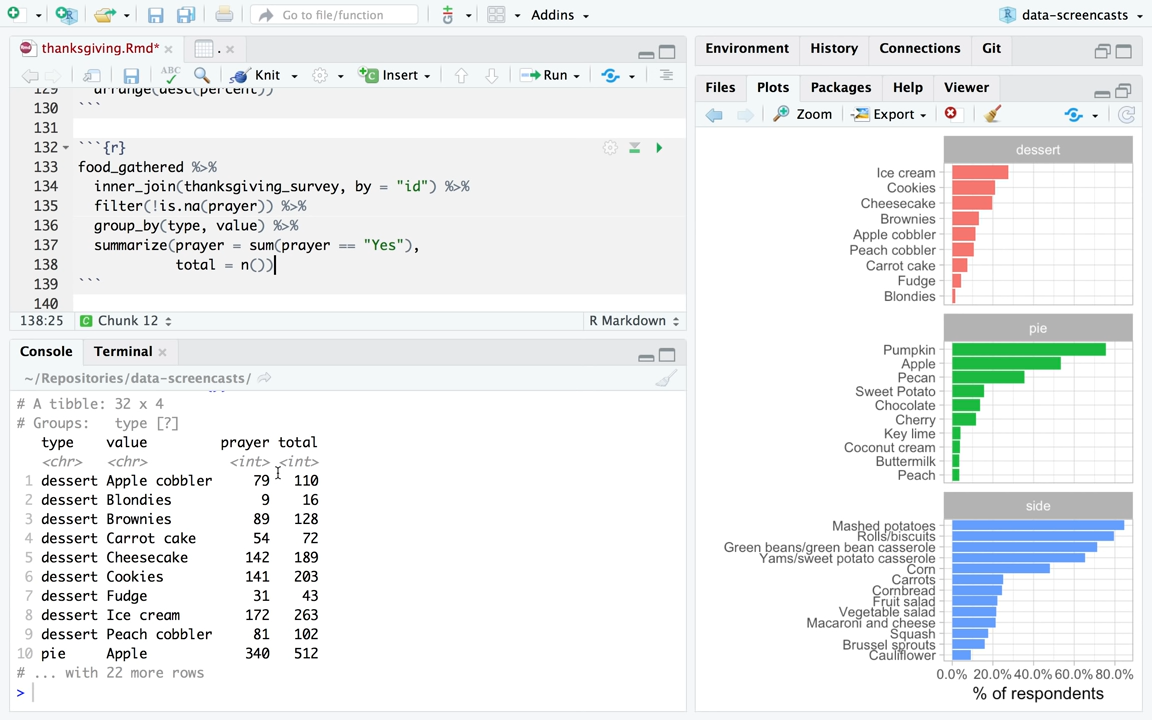 Go to file/function
Addins
data-screencasts
thanksgiving.Rmd*
.
ABC
Knit
Insert
Run
129 arrange(desc(percent))
130 ```
131
132 ```{r}
133 food_gathered %>%
134 inner_join(thanksgiving_survey, by = "id") %>%
135 filter(!is.na(prayer)) %>%
136 group_by(type, value) %>%
137 summarize(prayer = sum(prayer == "Yes"),
138 total = n())
139 ```
140
138:25 Chunk 12 R Markdown
Console Terminal
~/Repositories/data-screencasts/
# A tibble: 32 x 4
# Groups: type [?]
type value prayer total
<chr> <chr> <int> <int>
1 dessert Apple cobbler 79 110
2 dessert Blondies 9 16
3 dessert Brownies 89 128
4 dessert Carrot cake 54 72
5 dessert Cheesecake 142 189
6 dessert Cookies 141 203
7 dessert Fudge 31 43
8 dessert Ice cream 172 263
9 dessert Peach cobbler 81 102
10 pie Apple 340 512
# ... with 22 more rows
>
Environment History Connections Git
Files Plots Packages Help Viewer
Zoom Export
dessert
Ice cream
Cookies
Cheesecake
Brownies
Apple cobbler
Peach cobbler
Carrot cake
Fudge
Blondies
pie
Pumpkin
Apple
Pecan
Sweet Potato
Chocolate
Cherry
Key lime
Coconut cream
Buttermilk
Peach
side
Mashed potatoes
Rolls/biscuits
Green beans/green bean casserole
Yams/sweet potato casserole
Corn
Carrots
Cornbread
Fruit salad
Vegetable salad
Macaroni and cheese
Squash
Brussel sprouts
Cauliflower
0.0% 20.0% 40.0% 60.0% 80.0%
% of respondents